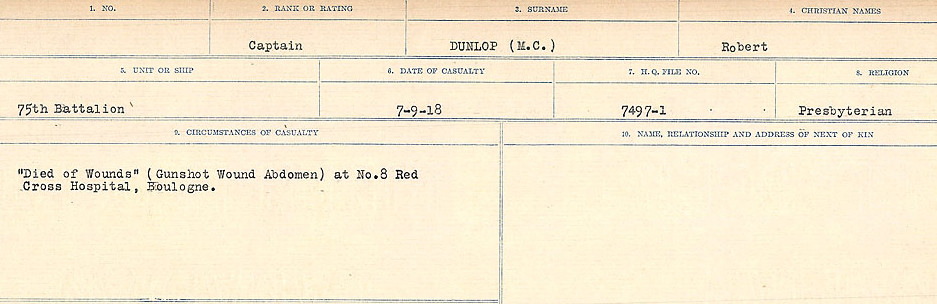 1. NO. 2. RANK OR RATING 3. SURNAME 4. CHRISTIAN NAMES
Captain DUNLOP (M.C.) Robert
5. UNIT OR SHIP 6. DATE OF CASUALTY 7. H.Q. FILE NO. 8. RELIGION
75th Battalion 7-9-18 7497-1 Presbyterian
9. CIRCUMSTANCES OF CASUALTY 10. NAME, RELATIONSHIP AND ADDRESS OF NEXT OF KIN
"Died of Wounds" (Gunshot Wound Abdomen) at No.8 Red
Cross Hospital, Boulogne.